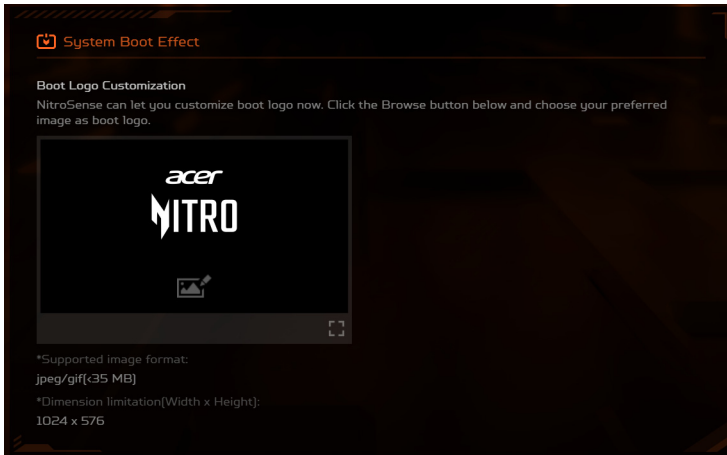 System Boot Effect
Boot Logo Customization
NitroSense can let you customize boot logo now. Click the Browse button below and choose your preferred
image as boot logo.
acer
NITRO
*Supported image format:
jpeg/gif(<35 MB)
*Dimension limitation(Width x Height):
1024 x 576